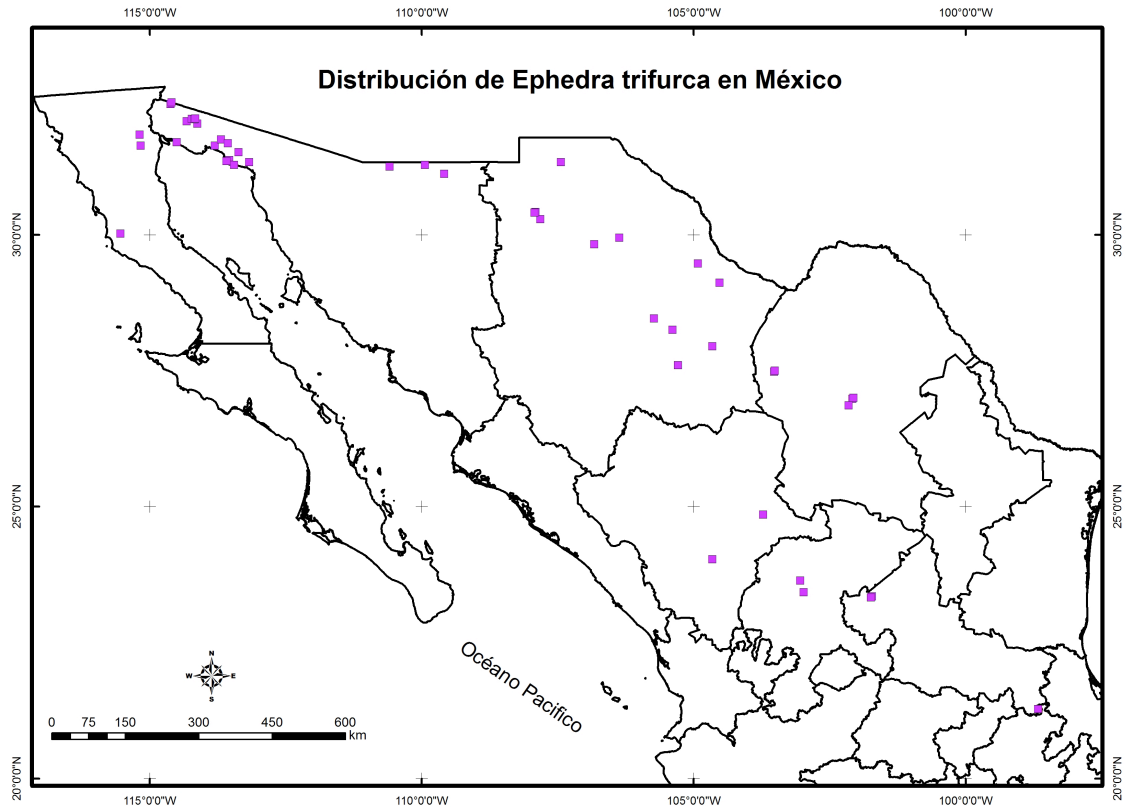 115°0'0"W 110°0'0"W 105°0'0"W 100°0'0"W
Distribución de Ephedra trifurca en México
30°0'0"N 30°0'0"N
25°0'0"N 25°0'0"N
Océano Pacifico
N
W E
S
0 75 150 300 450 600
km
20°0'0"N 20°0'0"N
115°0'0"W 110°0'0"W 105°0'0"W 100°0'0"W